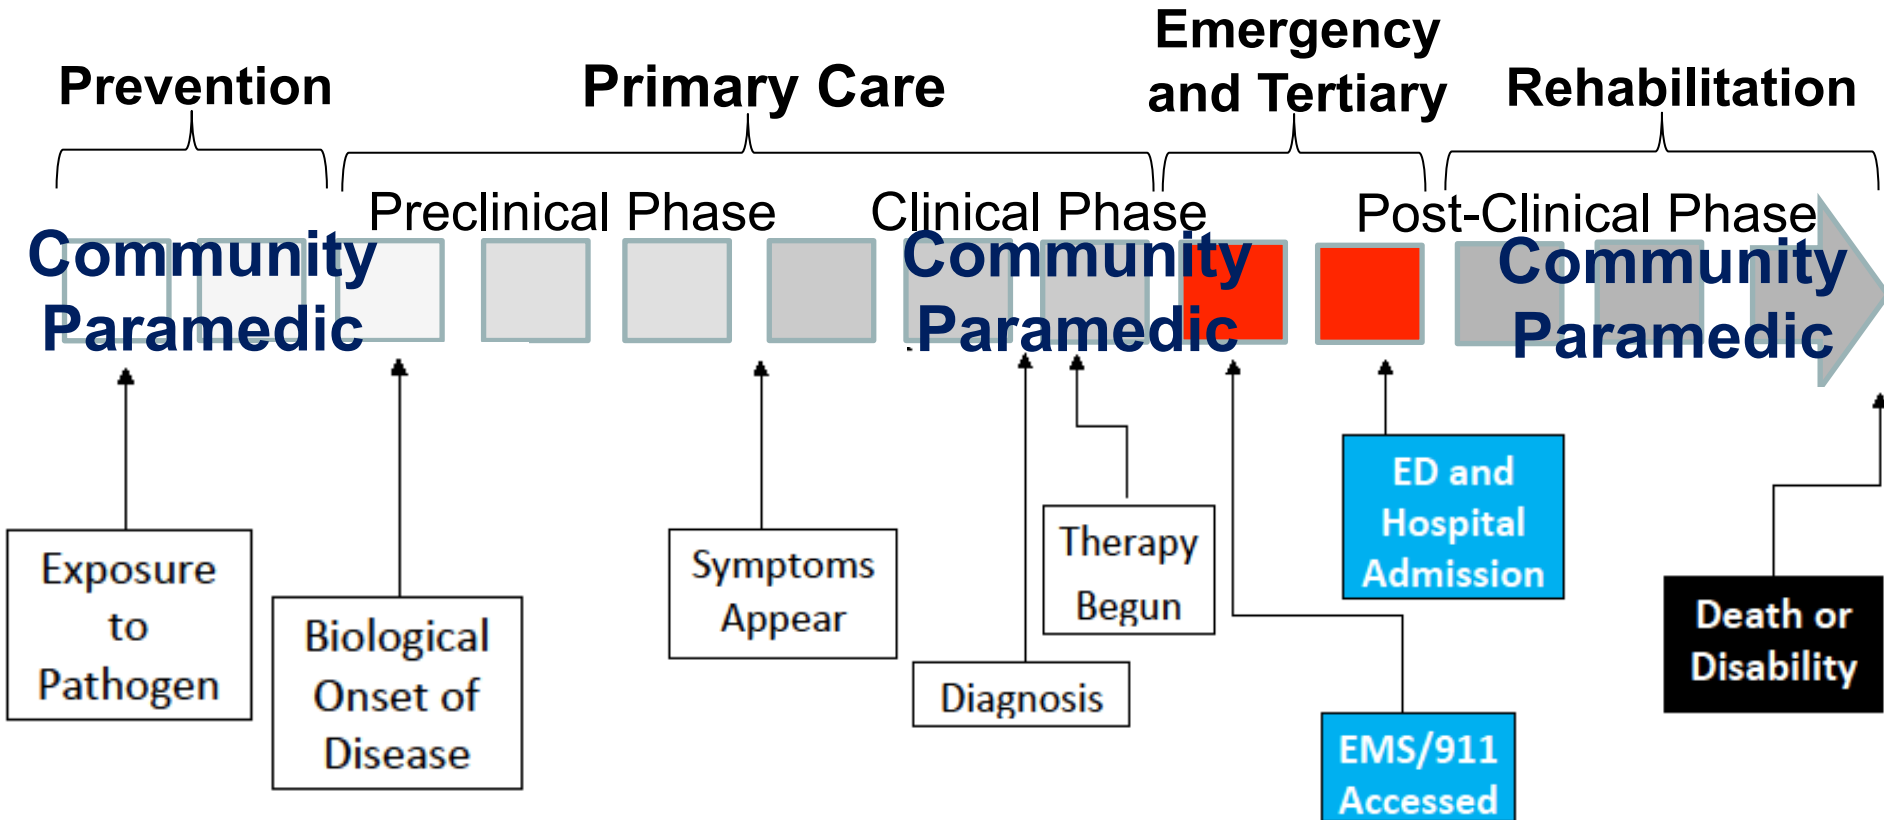 Prevention
Primary Care
Emergency
and Tertiary
Rehabilitation
Preclinical Phase
Clinical Phase
Post-Clinical Phase
Community
Paramedic
Community
Paramedic
Community
Paramedic
Exposure
to
Pathogen
Biological
Onset of
Disease
Symptoms
Appear
Diagnosis
Therapy
Begun
EMS/911
Accessed
ED and
Hospital
Admission
Death or
Disability